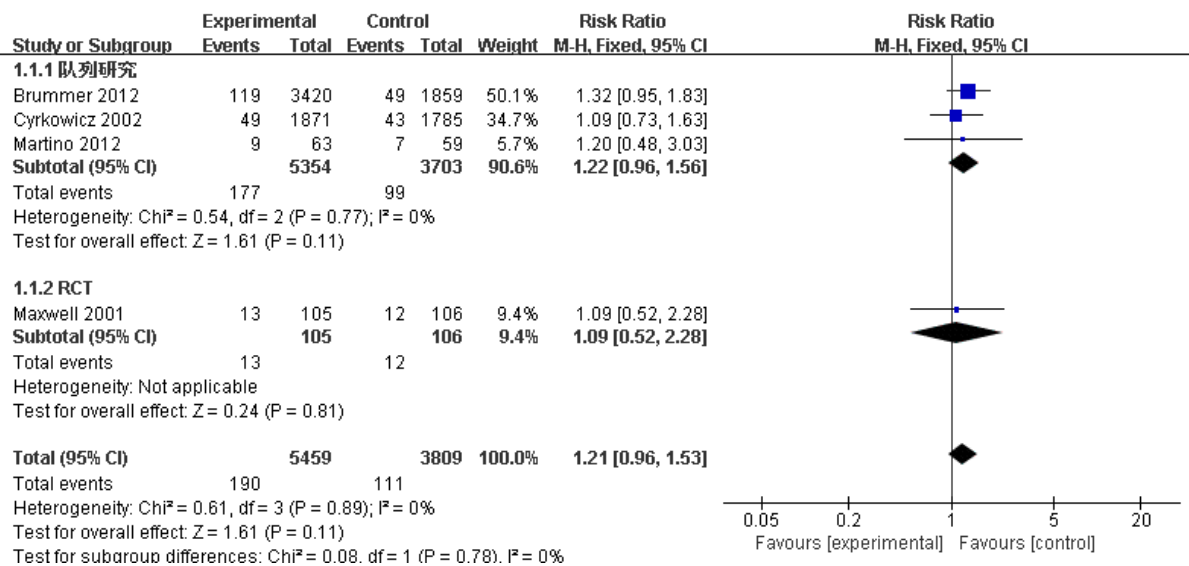 Experimental Control Risk Ratio Risk Ratio
Study or Subgroup Events Total Events Total Weight M-H, Fixed, 95% CI M-H, Fixed, 95% CI
1.1.1 队列研究
Brummer 2012 119 3420 49 1859 50.1% 1.32 [0.95, 1.83]
Cyrkowicz 2002 49 1871 43 1785 34.7% 1.09 [0.73, 1.63]
Martino 2012 9 63 7 59 5.7% 1.20 [0.48, 3.03]
Subtotal (95% CI) 5354 3703 90.6% 1.22 [0.96, 1.56]
Total events 177 99
Heterogeneity: Chi² = 0.54, df = 2 (P = 0.77); I² = 0%
Test for overall effect: Z = 1.61 (P = 0.11)
1.1.2 RCT
Maxwell 2001 13 105 12 106 9.4% 1.09 [0.52, 2.28]
Subtotal (95% CI) 105 106 9.4% 1.09 [0.52, 2.28]
Total events 13 12
Heterogeneity: Not applicable
Test for overall effect: Z = 0.24 (P = 0.81)
Total (95% CI) 5459 3809 100.0% 1.21 [0.96, 1.53]
Total events 190 111
Heterogeneity: Chi² = 0.61, df = 3 (P = 0.89); I² = 0%
Test for overall effect: Z = 1.61 (P = 0.11)
Test for subgroup differences: Chi² = 0.08, df = 1 (P = 0.78), I² = 0%
0.05 0.2 1 5 20
Favours [experimental] Favours [control]